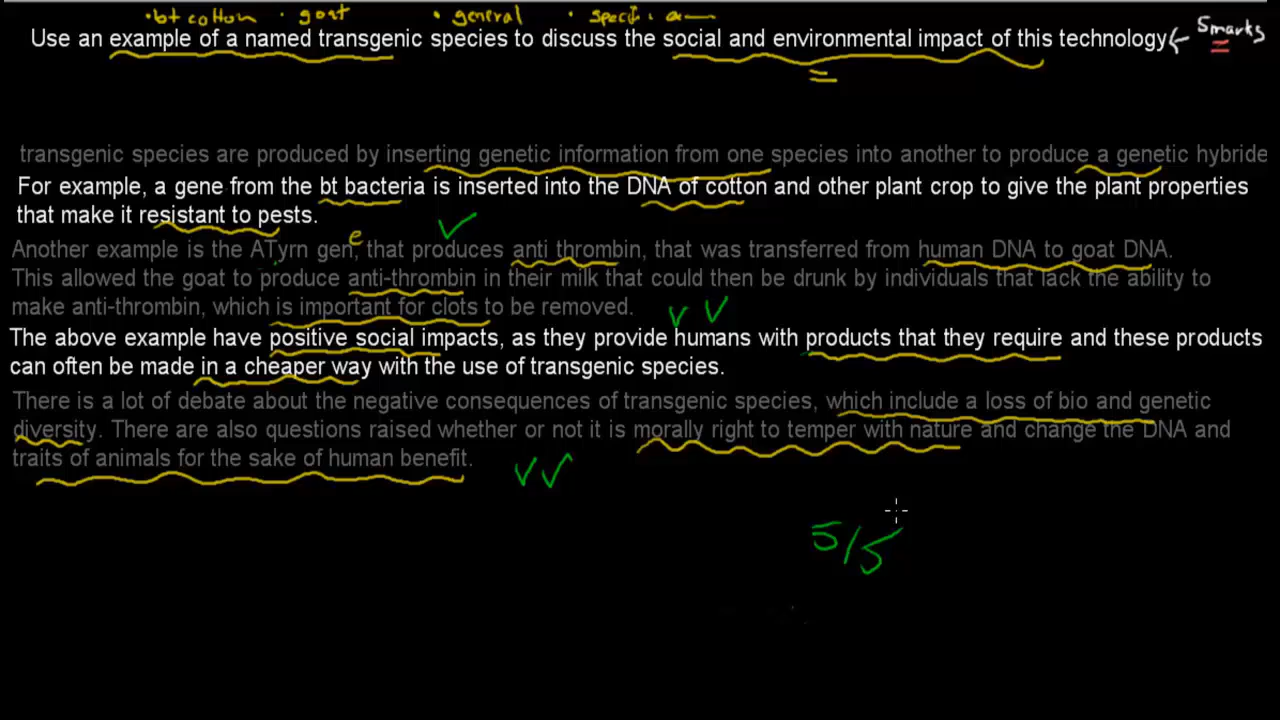 • bt cotton • goat • general • specif.
Use an example of a named transgenic species to discuss the social and environmental impact of this technology ← 5marks
transgenic species are produced by inserting genetic information from one species into another to produce a genetic hybride
For example, a gene from the bt bacteria is inserted into the DNA of cotton and other plant crop to give the plant properties
that make it resistant to pests.
Another example is the ATyrn gene, that produces anti thrombin, that was transferred from human DNA to goat DNA.
This allowed the goat to produce anti-thrombin in their milk that could then be drunk by individuals that lack the ability to
make anti-thrombin, which is important for clots to be removed.
The above example have positive social impacts, as they provide humans with products that they require and these products
can often be made in a cheaper way with the use of transgenic species.
There is a lot of debate about the negative consequences of transgenic species, which include a loss of bio and genetic
diversity. There are also questions raised whether or not it is morally right to temper with nature and change the DNA and
traits of animals for the sake of human benefit.
5/5